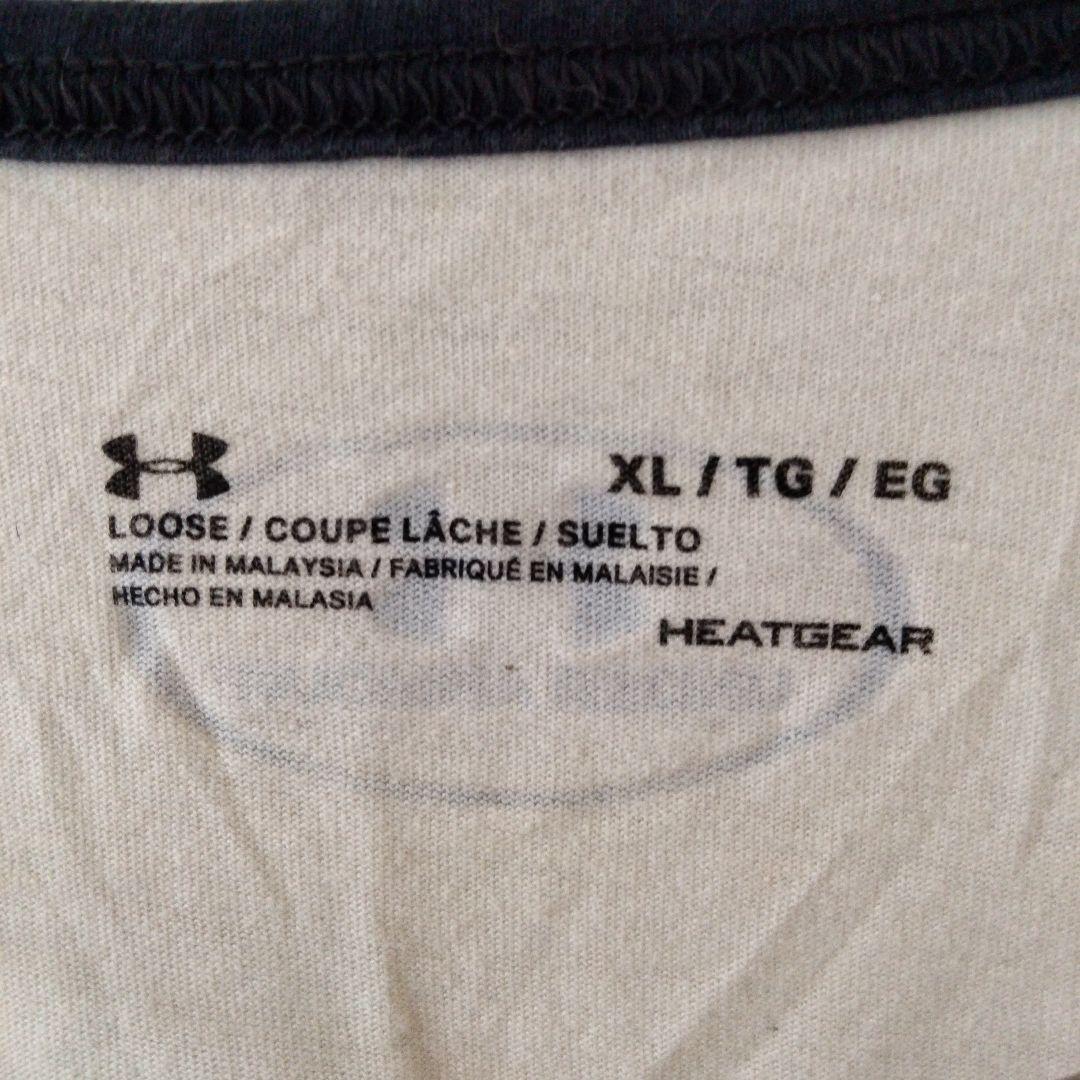 XL / TG / EG
LOOSE / COUPE LÂCHE / SUELTO
MADE IN MALAYSIA / FABRIQUÉ EN MALAISIE /
HECHO EN MALASIA
HEATGEAR